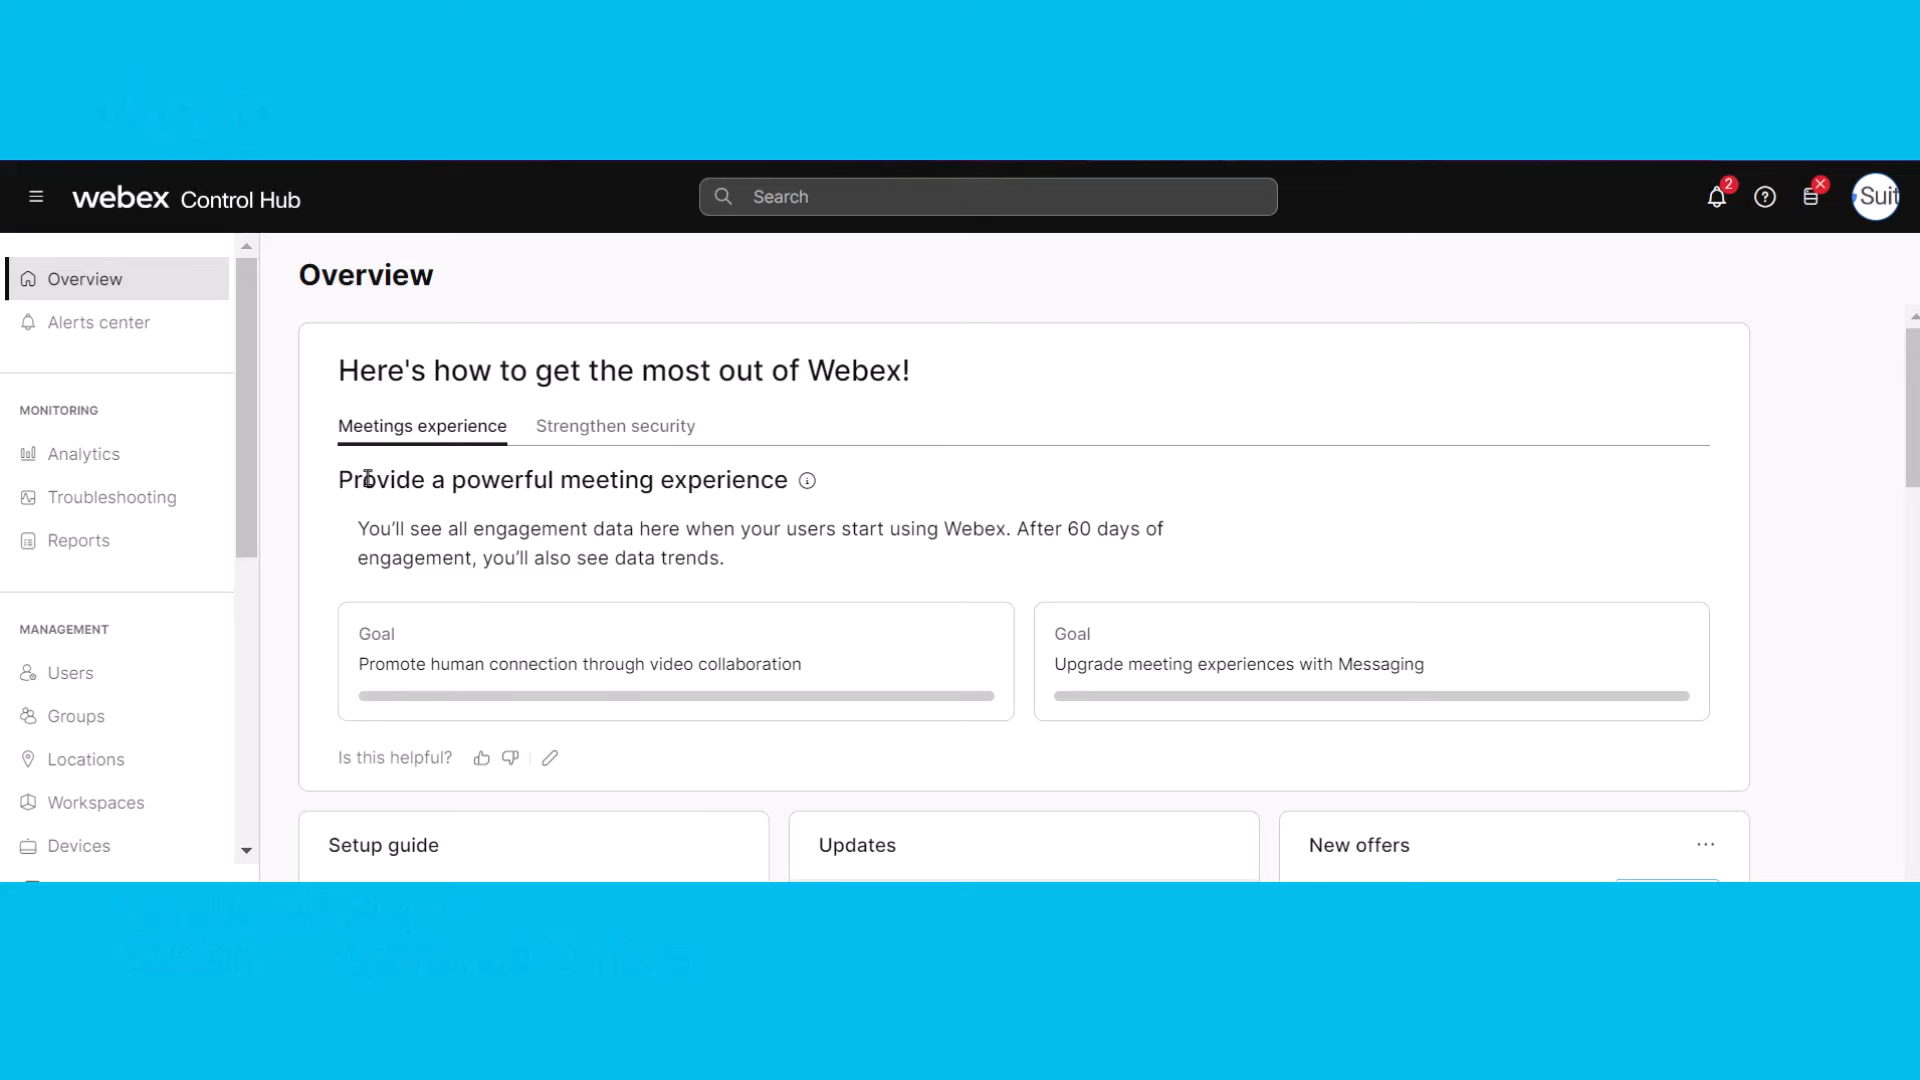 webex Control Hub
Search
2
Suit
Overview
Alerts center
MONITORING
Analytics
Troubleshooting
Reports
MANAGEMENT
Users
Groups
Locations
Workspaces
Devices
Overview
Here's how to get the most out of Webex!
Meetings experience
Strengthen security
Provide a powerful meeting experience
You'll see all engagement data here when your users start using Webex. After 60 days of
engagement, you'll also see data trends.
Goal
Promote human connection through video collaboration
Goal
Upgrade meeting experiences with Messaging
Is this helpful?
Setup guide
Updates
New offers